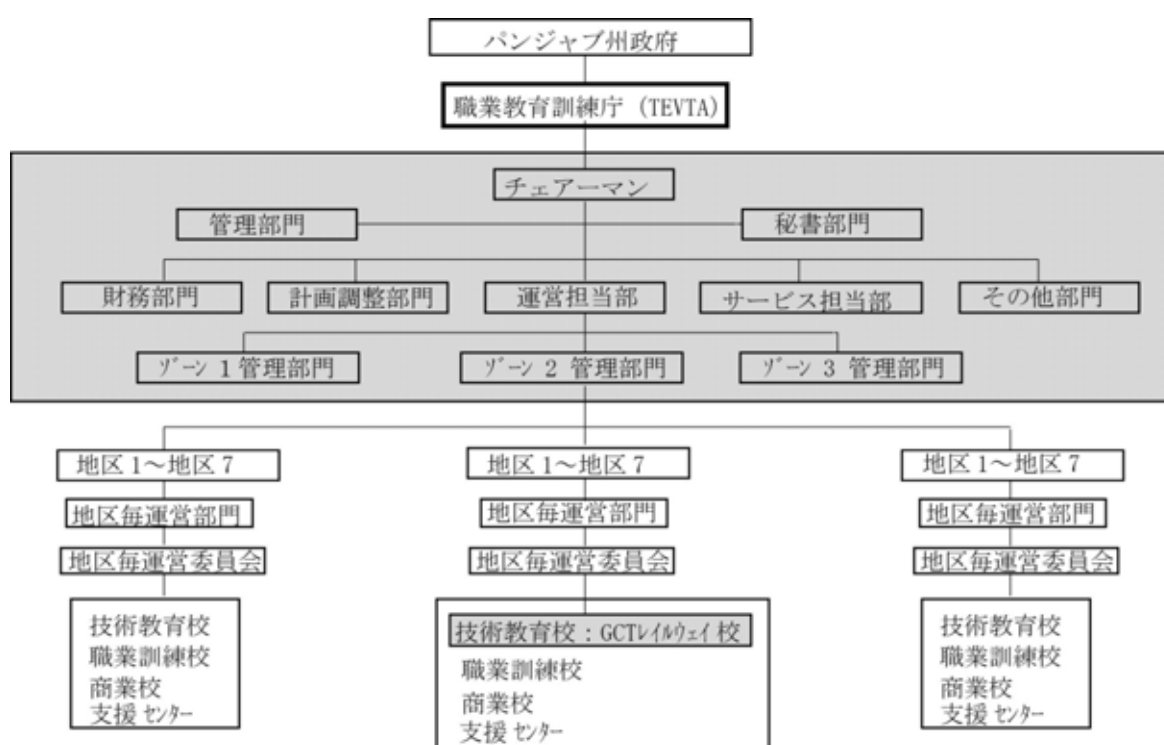 パンジャブ州政府
職業教育訓練庁 (TEVTA)
チェアーマン
管理部門
秘書部門
財務部門
計画調整部門
運営担当部
サービス担当部
その他部門
ｿﾞｰﾝ 1 管理部門
ｿﾞｰﾝ 2 管理部門
ｿﾞｰﾝ 3 管理部門
地区 1～地区 7
地区 1～地区 7
地区 1～地区 7
地区毎運営部門
地区毎運営部門
地区毎運営部門
地区毎運営委員会
地区毎運営委員会
地区毎運営委員会
技術教育校
職業訓練校
商業校
支援 ｾﾝﾀｰ
技術教育校：GCTﾚｲﾙｳｪｲ 校
職業訓練校
商業校
支援 ｾﾝﾀｰ
技術教育校
職業訓練校
商業校
支援 ｾﾝﾀｰ